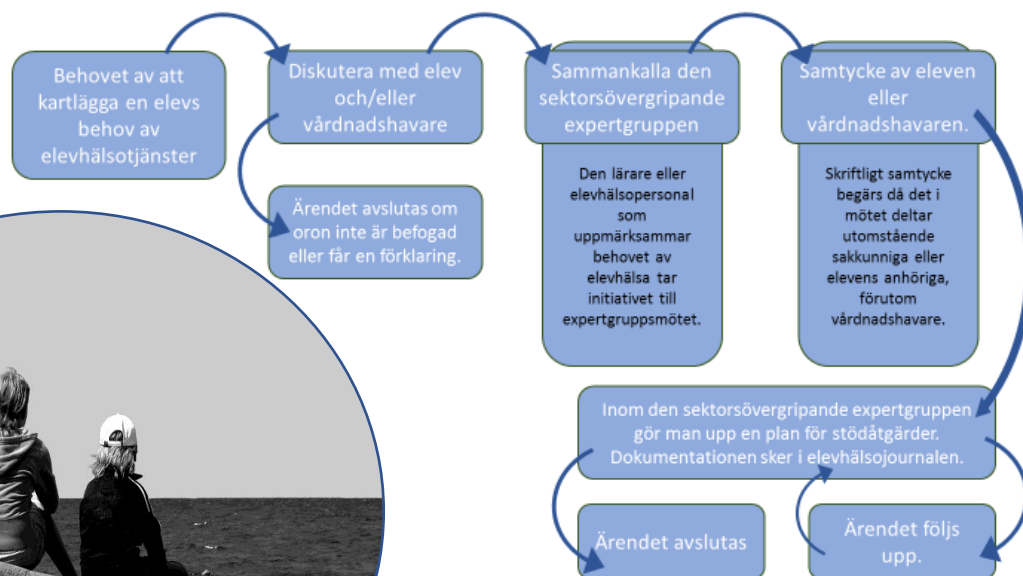 Behovet av att
kartlägga en elevs
behov av
elevhälsotjänster
Diskutera med elev
och/eller
vårdnadshavare
Ärendet avslutas om
oron inte är befogad
eller får en förklaring.
Sammankalla den
sektorsövergripande
expertgruppen
Den lärare eller
elevhälsopersonal
som
uppmärksammar
behovet av
elevhälsa tar
initiativet till
expertgruppsmötet.
Samtycke av eleven
eller
vårdnadshavaren.
Skriftligt samtycke
begärs då det i
mötet deltar
utomstående
sakkunniga eller
elevens anhöriga,
förutom
vårdnadshavare.
Inom den sektorsövergripande expertgruppen
gör man upp en plan för stödåtgärder.
Dokumentationen sker i elevhälsojournalen.
Ärendet avslutas
Ärendet följs
upp.